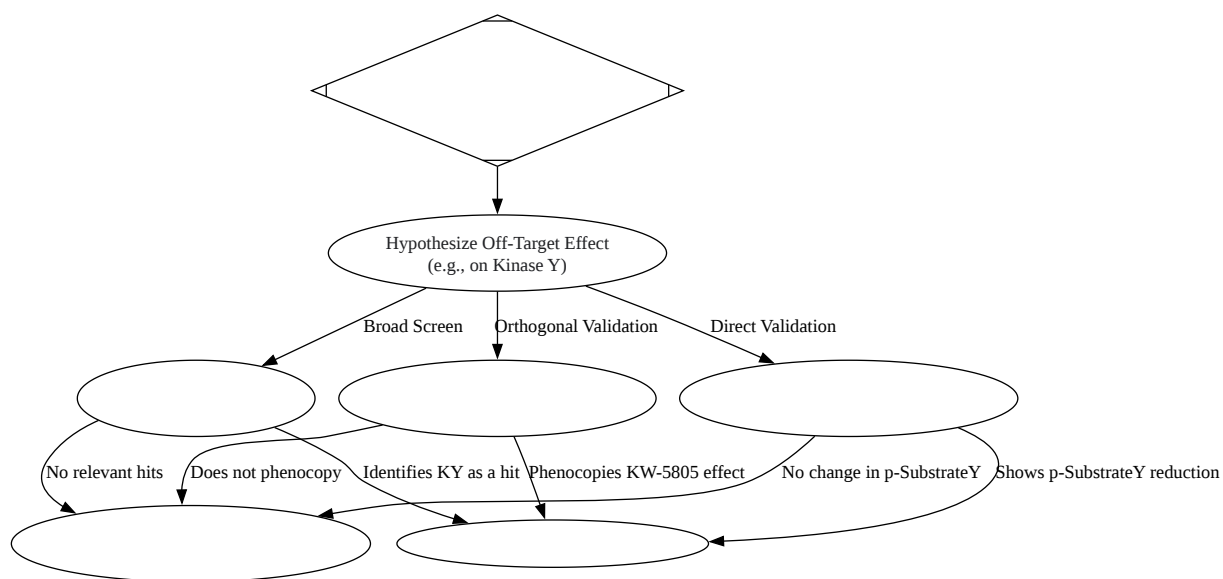 Hypothesize Off-Target Effect
(e.g., on Kinase Y)
Broad Screen
Orthogonal Validation
Direct Validation
No relevant hits
Does not phenocopy
Identifies KY as a hit
Phenocopies KW-5805 effect
No change in p-SubstrateY
Shows p-SubstrateY reduction